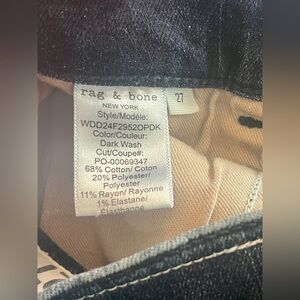 rag & bone
NEW YORK
Style/Modèle:
WDD24F2952OPDK
Color/Couleur:
Dark Wash
Cut/Coupe#:
PO-00069347
68% Cotton/ Coton
20% Polyester/
Polyester
11% Rayon/ Rayonne
1% Elastane/
Élasthanne
27